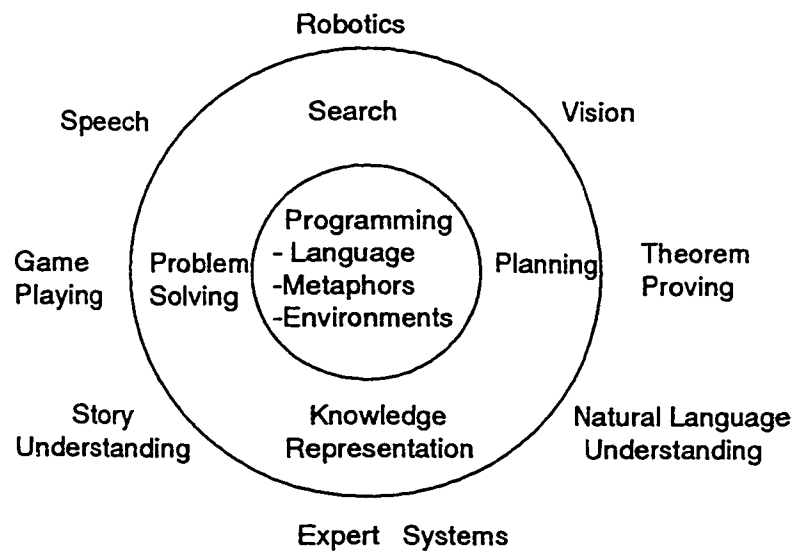 Robotics
Speech
Search
Vision
Programming
- Language
-Metaphors
-Environments
Game
Playing
Problem
Solving
Planning
Theorem
Proving
Story
Understanding
Knowledge
Representation
Natural Language
Understanding
Expert Systems